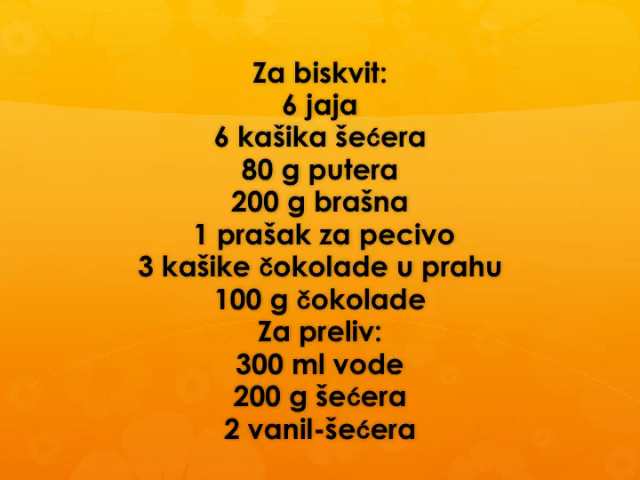 Za biskvit:
6 jaja
6 kašika šećera
80 g putera
200 g brašna
1 prašak za pecivo
3 kašike čokolade u prahu
100 g čokolade
Za preliv:
300 ml vode
200 g šećera
2 vanil-šećera